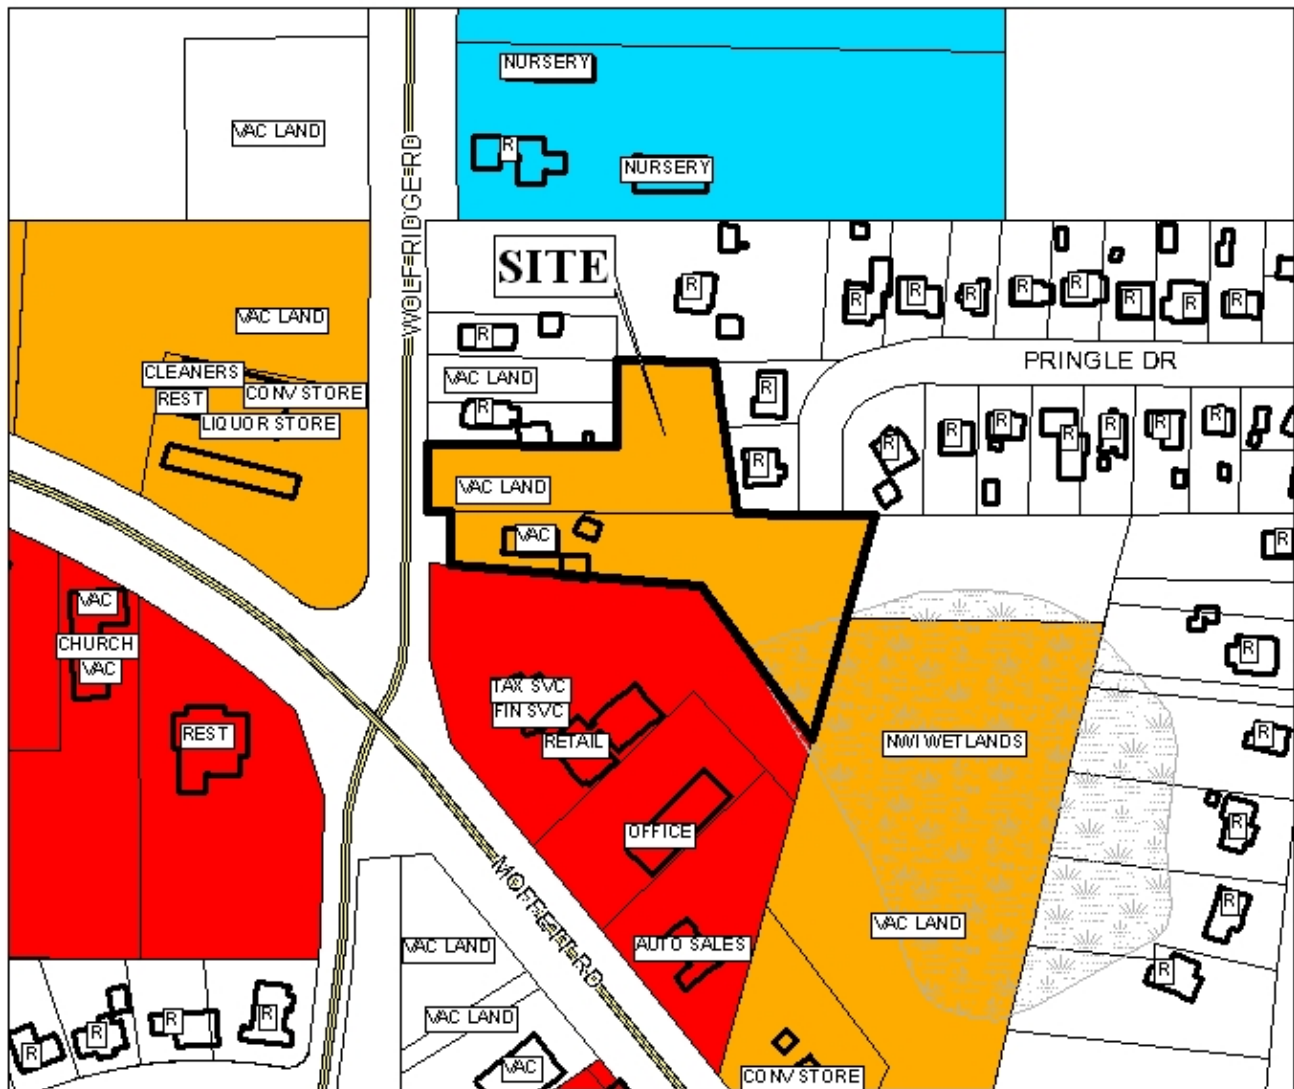 NURSERY
VAC LAND
R
NURSERY
WOLF RIDGE RD
SITE
R
R
R
R
R
R
R
R
R
VAC LAND
R
PRINGLE DR
CLEANERS
CONV STORE
REST
LIQUOR STORE
VAC LAND
R
R
R
R
R
R
R
R
R
R
R
VAC LAND
VAC
R
VAC
CHURCH
VAC
R
TAX SVC
FIN SVC
RETAIL
REST
NWI WETLANDS
R
OFFICE
R
R
VAC LAND
AUTO SALES
VAC LAND
MOFFETT RD
R
R
R
R
R
VAC LAND
VAC
CONV STORE